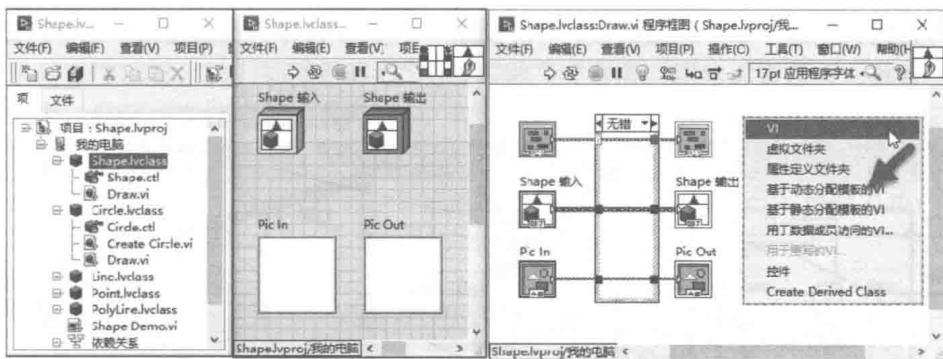 Shape.lv...
文件(F) 编辑(E) 查看(V) 项目(P)
项 文件
项目：Shape.lvproj
我的电脑
Shape.lvclass
Shape.ctl
Draw.vi
Circle.lvclass
Circle.ctl
Create Circle.vi
Draw.vi
Line.lvclass
Point.lvclass
PolyLine.lvclass
Shape Demo.vi
依赖关系
Shape.lvclass...
文件(F) 编辑(E) 查看(V) 项目
Shape 输入 Shape 输出
Pic In Pic Out
Shape.lvproj/我的电脑
Shape.lvclass:Draw.vi 程序框图 ( Shape.lvproj/我...
文件(F) 编辑(E) 查看(V) 项目(P) 操作(C) 工具(T) 窗口(W) 帮助(H
17pt 应用程序字体
无错
Shape 输入 Shape 输出
Pic In Pic Out
VI
虚拟文件夹
属性定义文件夹
基于动态分配模板的VI
基于静态分配模板的VI
用于数据成员访问的VI...
用于重写的VI...
控件
Create Derived Class
Shape.lvproj/我的电脑